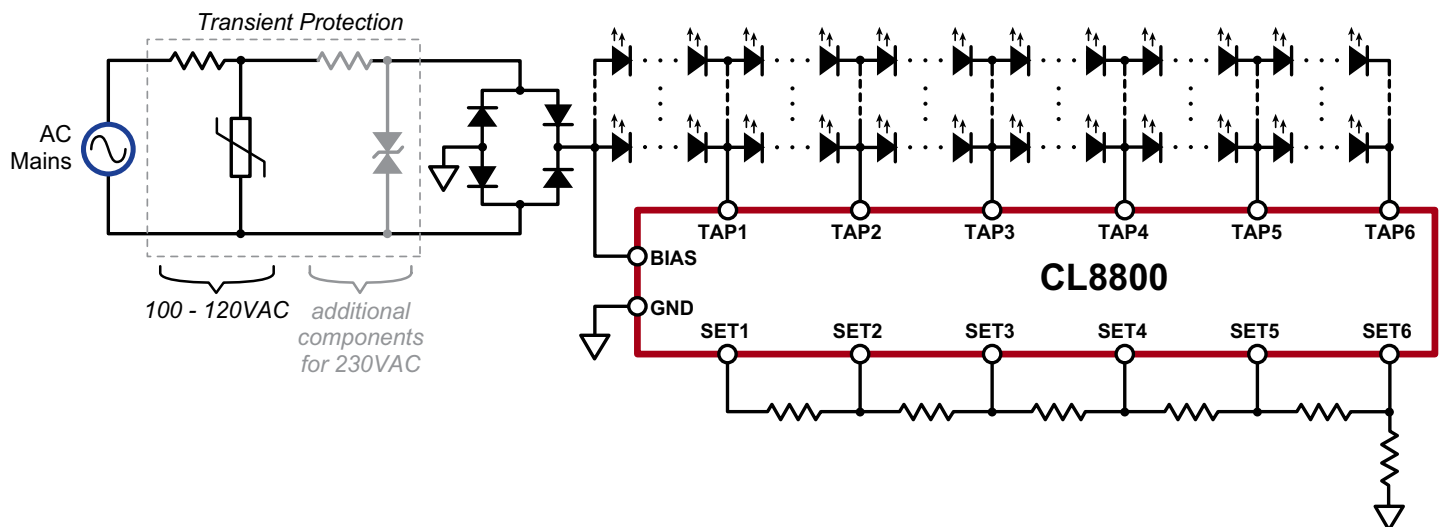 Transient Protection
AC
Mains
100 - 120VAC
additional
components
for 230VAC
TAP1
TAP2
TAP3
TAP4
TAP5
TAP6
BIAS
CL8800
GND
SET1
SET2
SET3
SET4
SET5
SET6